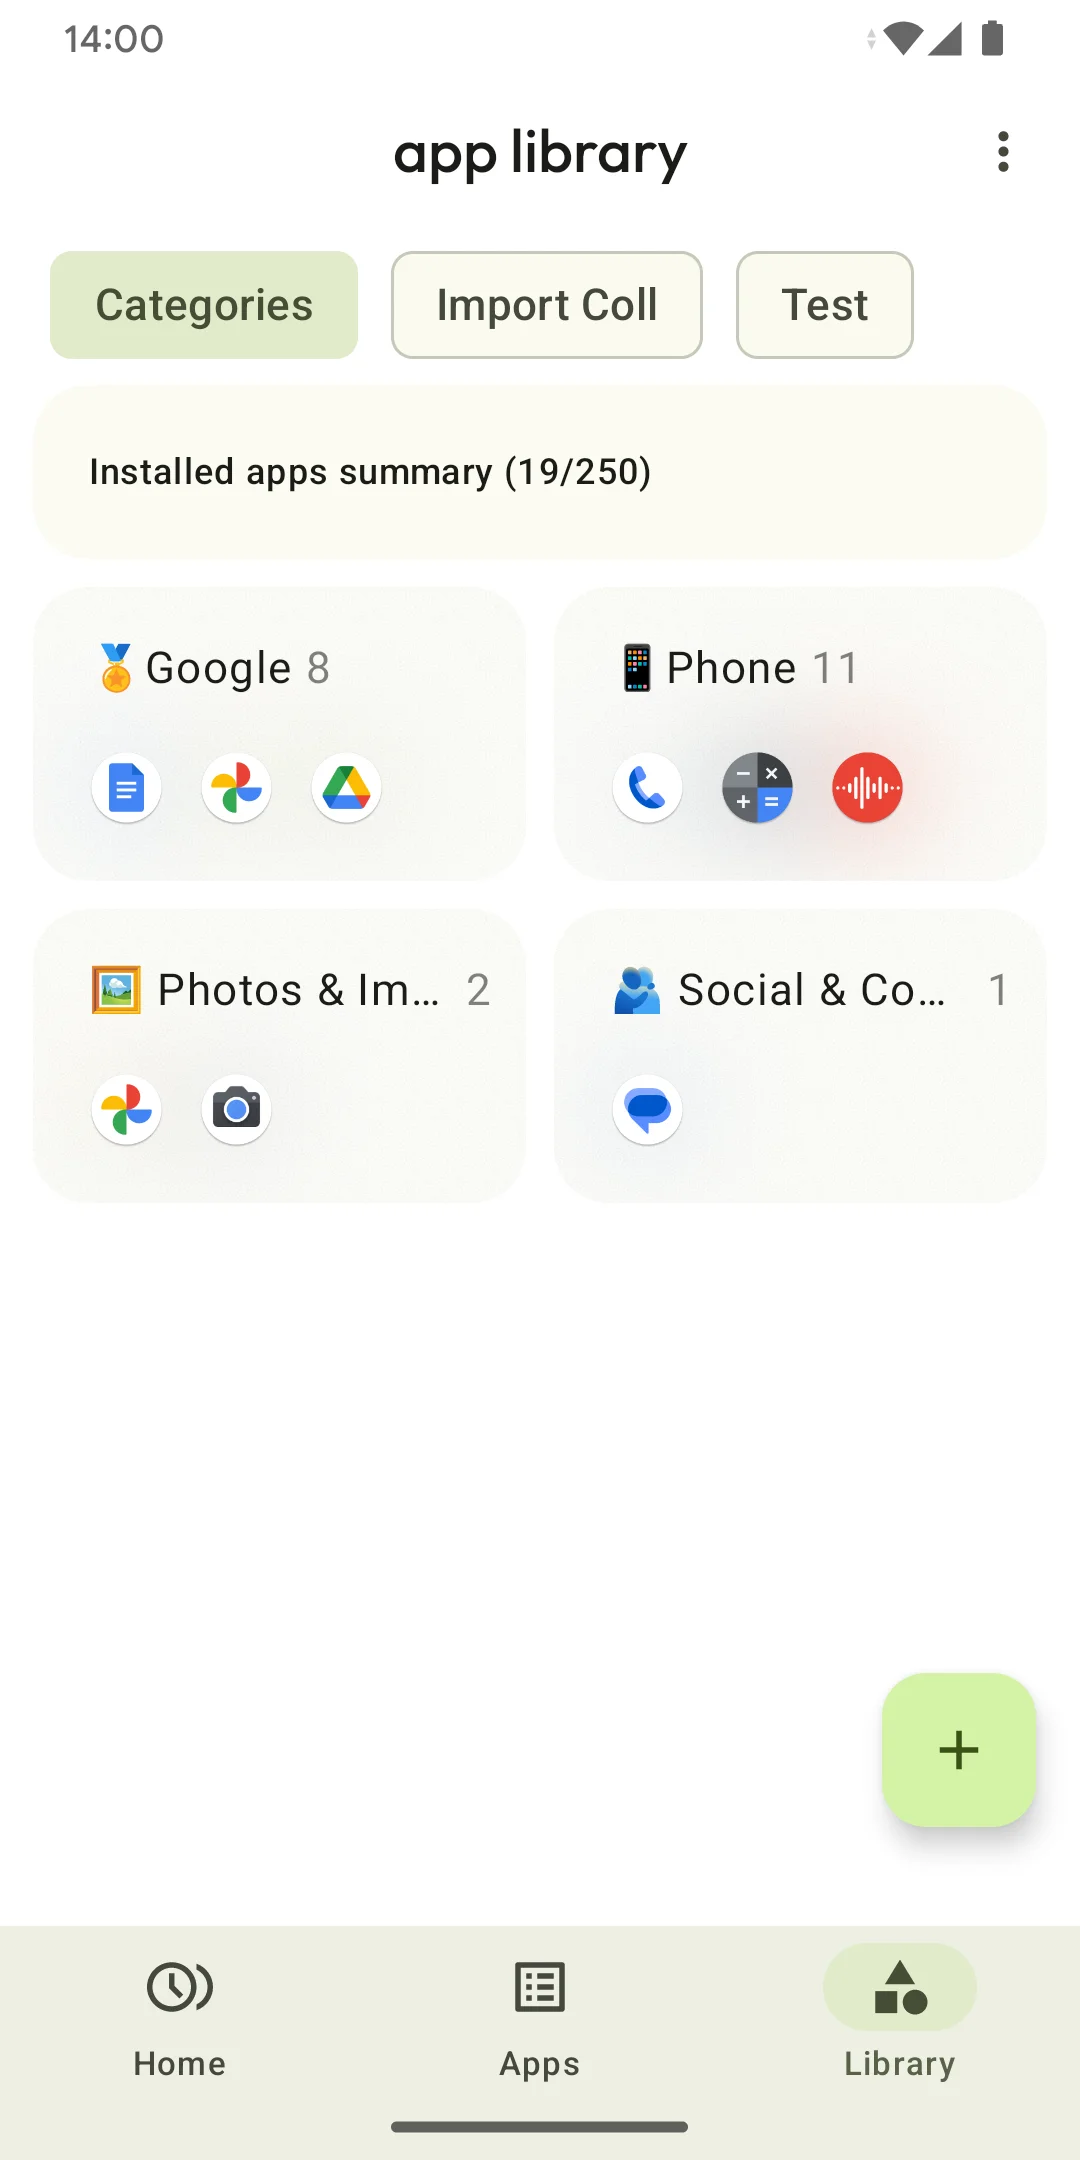 14:00
app library
Categories
Import Coll
Test
Installed apps summary (19/250)
Google 8
Phone 11
Photos & Im... 2
Social & Co... 1
Home
Apps
Library